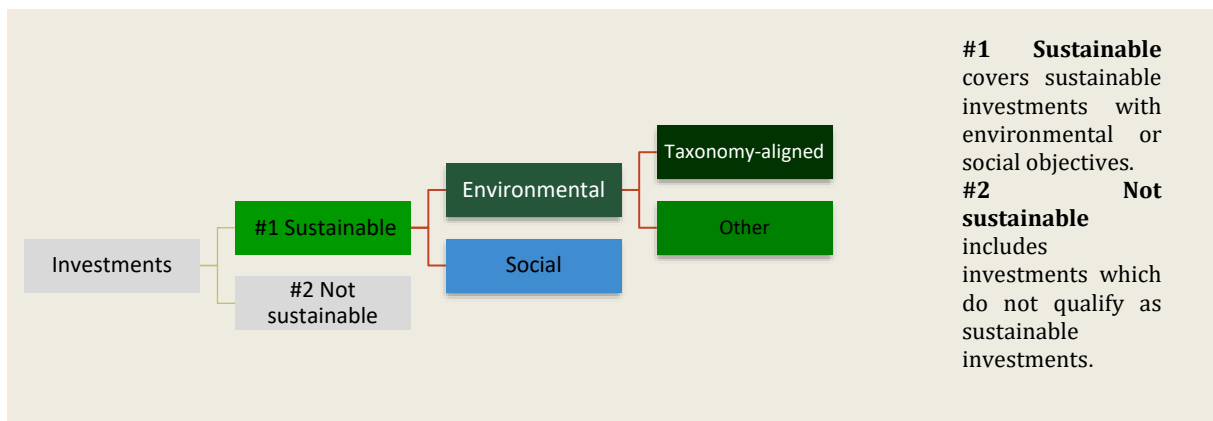 Investments
#1 Sustainable
#2 Not
sustainable
Environmental
Social
Taxonomy-aligned
Other
#1 Sustainable
covers sustainable
investments with
environmental or
social objectives.
#2 Not
sustainable
includes
investments which
do not qualify as
sustainable
investments.